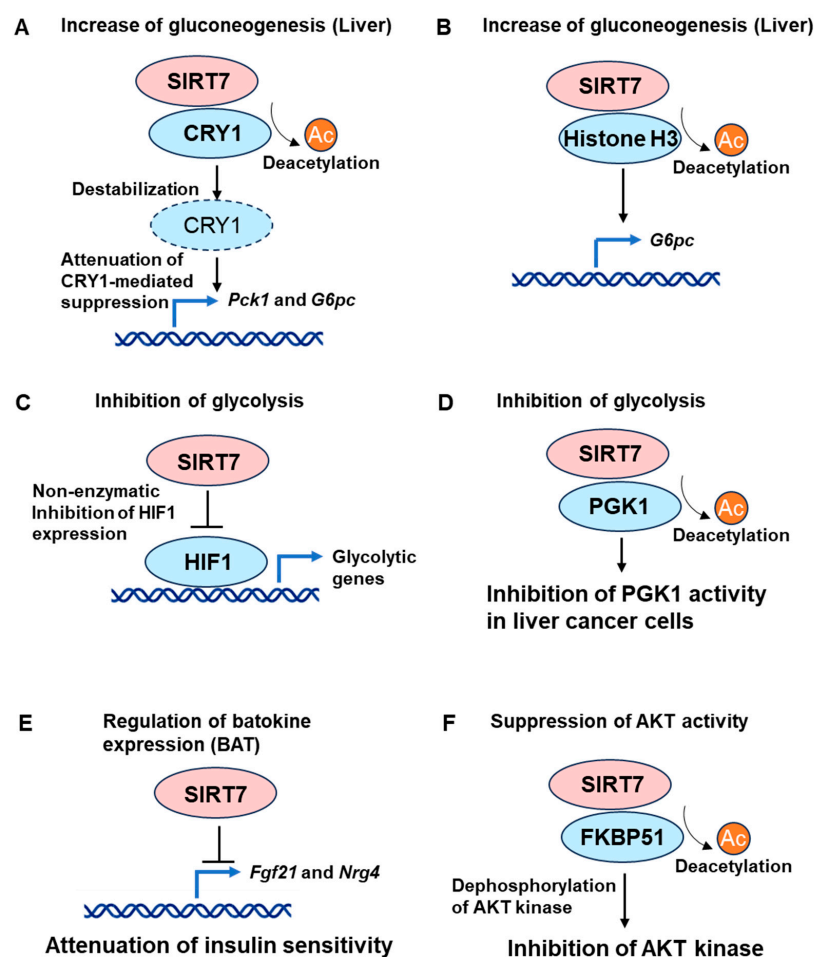 A Increase of gluconeogenesis (Liver)
SIRT7
CRY1
Ac
Deacetylation
Destabilization
CRY1
Attenuation of
CRY1-mediated
suppression
Pck1 and G6pc
B Increase of gluconeogenesis (Liver)
SIRT7
Histone H3
Ac
Deacetylation
G6pc
C Inhibition of glycolysis
SIRT7
Non-enzymatic
Inhibition of HIF1
expression
HIF1
Glycolytic
genes
D Inhibition of glycolysis
SIRT7
PGK1
Ac
Deacetylation
Inhibition of PGK1 activity
in liver cancer cells
E Regulation of batokine
expression (BAT)
SIRT7
Fgf21 and Nrg4
Attenuation of insulin sensitivity
F Suppression of AKT activity
SIRT7
FKBP51
Ac
Deacetylation
Dephosphorylation
of AKT kinase
Inhibition of AKT kinase